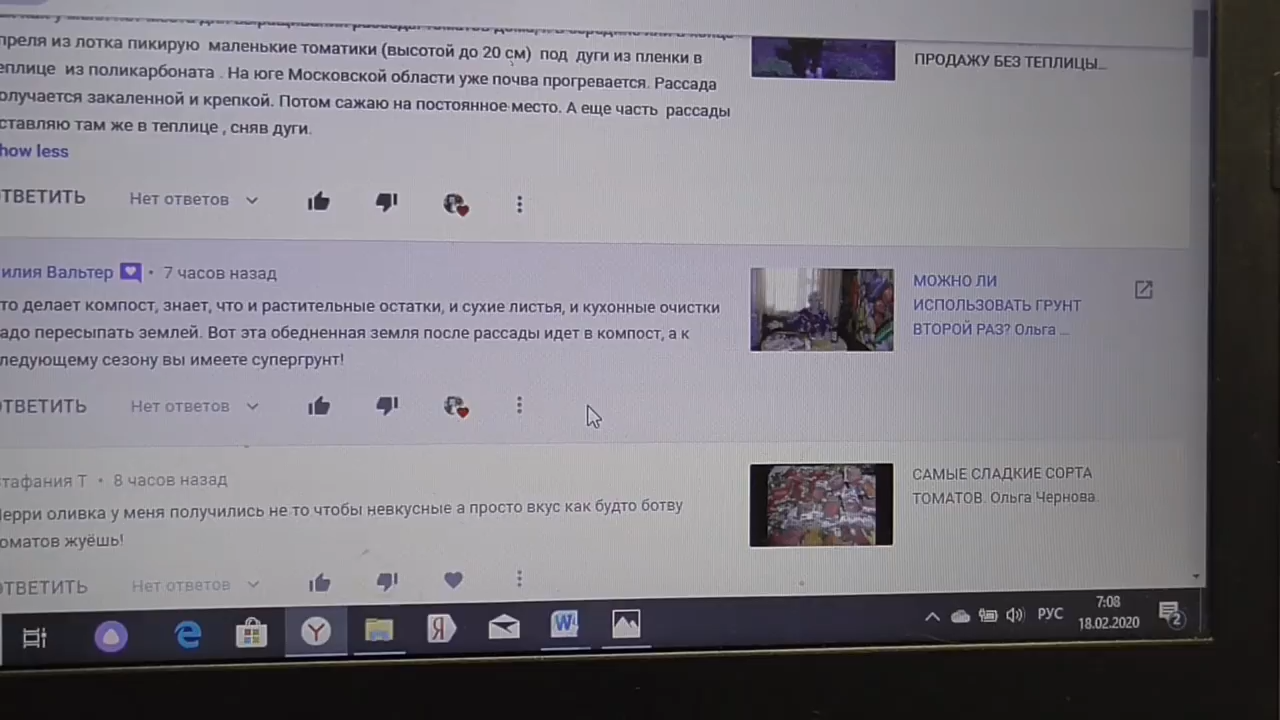 преля из лотка пикирую маленькие томатики (высотой до 20 см) под дуги из пленки в
еплице из поликарбоната . На юге Московской области уже почва прогревается. Рассада
олучается закаленной и крепкой. Потом сажаю на постоянное место. А еще часть рассады
ставляю там же в теплице , сняв дуги.
how less
ПРОДАЖУ БЕЗ ТЕПЛИЦЫ...
ТВЕТИТЬ Нет ответов
илия Вальтер • 7 часов назад
то делает компост, знает, что и растительные остатки, и сухие листья, и кухонные очистки
адо пересыпать землей. Вот эта обедненная земля после рассады идет в компост, а к
ледующему сезону вы имеете супергрунт!
МОЖНО ЛИ
ИСПОЛЬЗОВАТЬ ГРУНТ
ВТОРОЙ РАЗ? Ольга ...
ТВЕТИТЬ Нет ответов
тафания Т • 8 часов назад
ерри оливка у меня получились не то чтобы невкусные а просто вкус как будто ботву
оматов жуёшь!
САМЫЕ СЛАДКИЕ СОРТА
ТОМАТОВ. Ольга Чернова.
ТВЕТИТЬ Нет ответов
РУС
7:08
18.02.2020
2